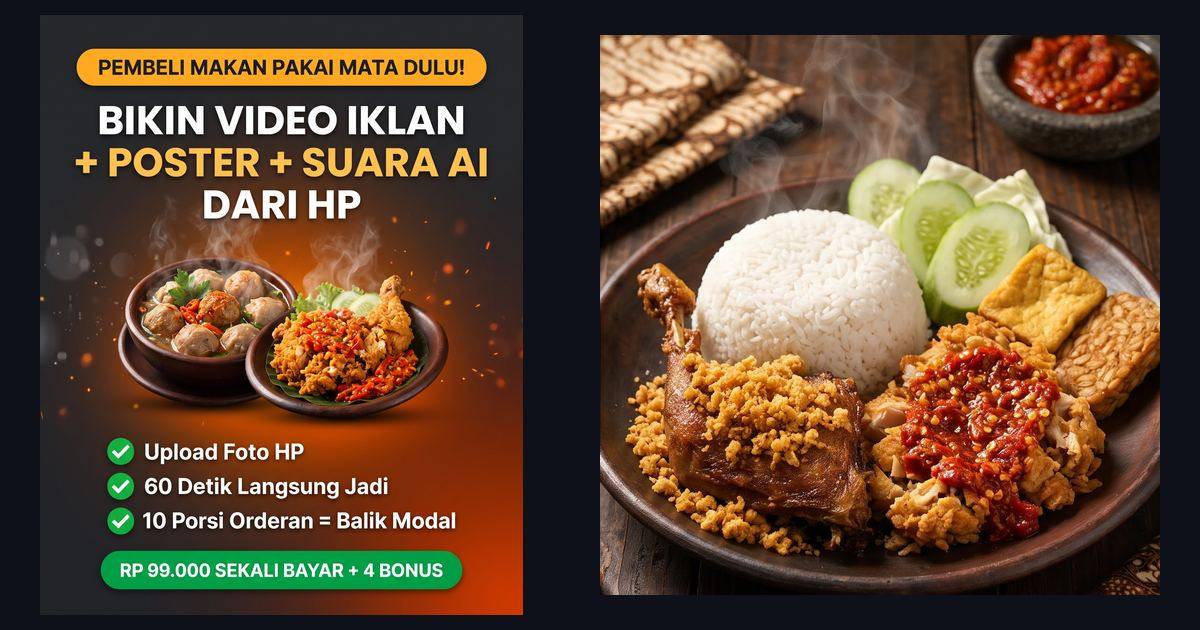 PEMBELI MAKAN PAKAI MATA DULU!
BIKIN VIDEO IKLAN
+ POSTER + SUARA AI
DARI HP
Upload Foto HP
60 Detik Langsung Jadi
10 Porsi Orderan = Balik Modal
RP 99.000 SEKALI BAYAR + 4 BONUS